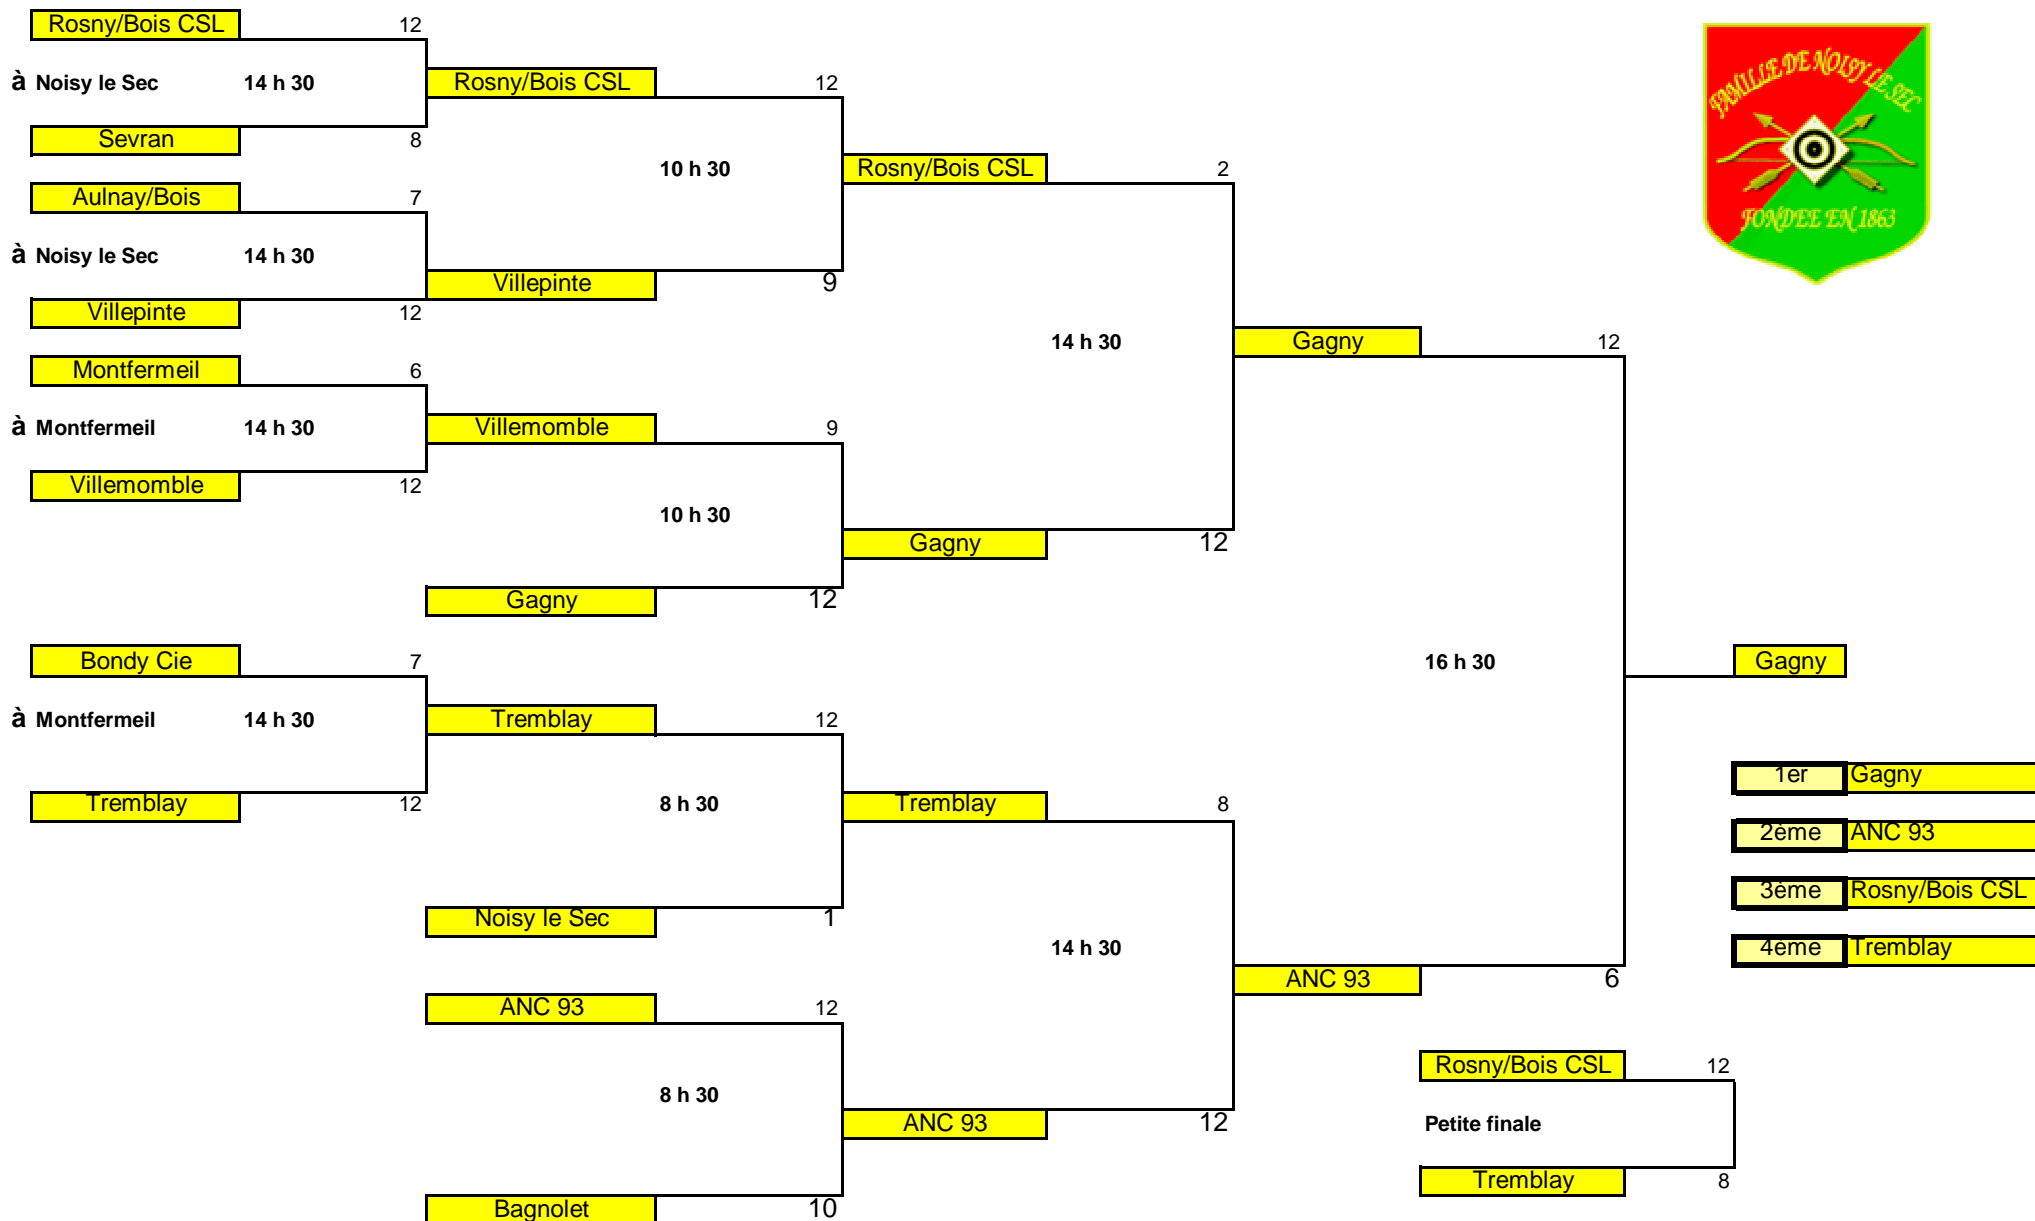 Rosny/Bois CSL 12
à Noisy le Sec 14 h 30 Rosny/Bois CSL 12
Sevran 8
10 h 30 Rosny/Bois CSL 2
Aulnay/Bois 7
à Noisy le Sec 14 h 30
Villepinte 9
Villepinte 12
14 h 30 Gagny 12
Montfermeil 6
à Montfermeil 14 h 30 Villemomble 9
Villemomble 12
10 h 30
Gagny 12
Gagny 12
Bondy Cie 7
16 h 30 Gagny
à Montfermeil 14 h 30 Tremblay 12
1er Gagny
Tremblay 12 8 h 30 Tremblay 8
2ème ANC 93
3ème Rosny/Bois CSL
Noisy le Sec 1
14 h 30
4ème Tremblay
ANC 93 6
ANC 93 12
Rosny/Bois CSL 12
8 h 30
ANC 93 12 Petite finale
Tremblay 8
Bagnolet 10
FAMILLE DE NOISY LE SEC
FONDEE EN 1863